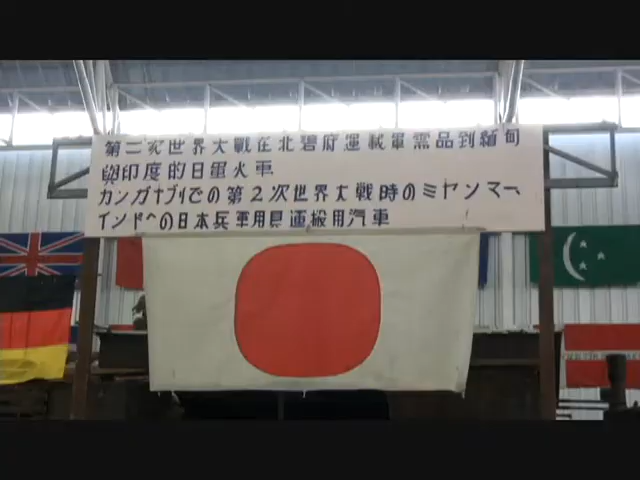 第二次世界大戰在北碧府運載軍需品到緬甸
與印度的日軍火車
カンガナブリでの第2次世界大戦時のミャンマーへ
インドへの日本兵軍用具運搬用汽車